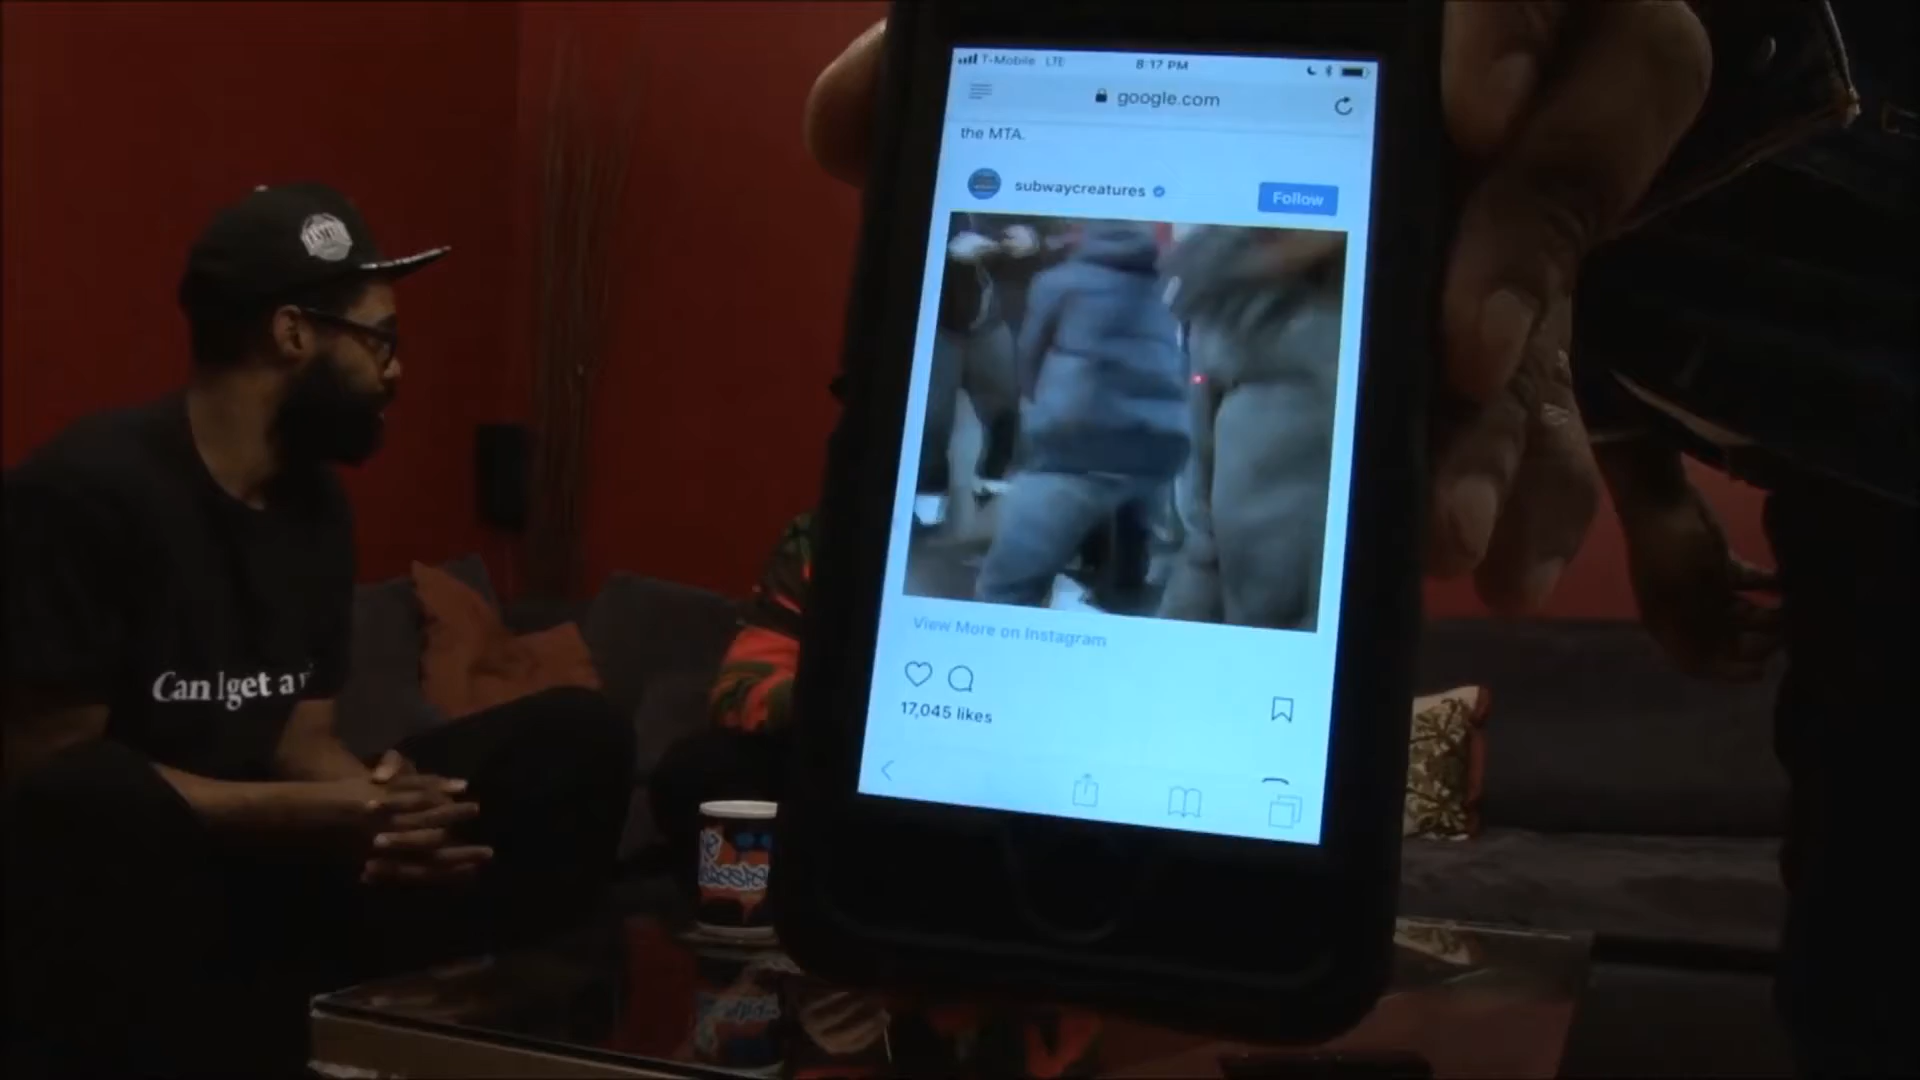 T-Mobile LTE 8:17 PM
google.com
the MTA.
subwaycreatures
Follow
View More on Instagram
17,045 likes
Can I get a